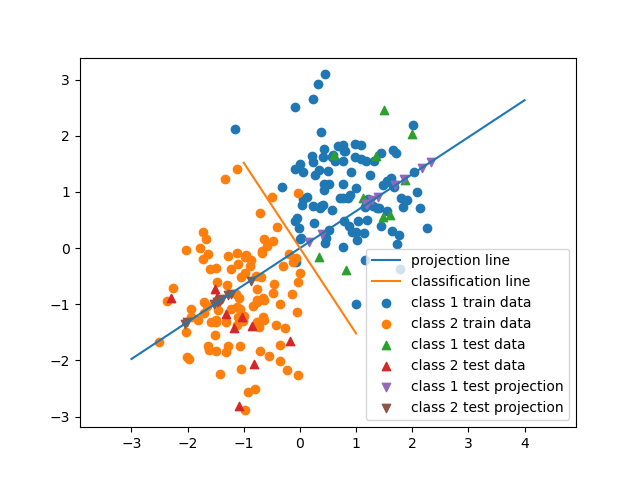 3
2
1
0
−1
−2
−3
−3 −2 −1 0 1 2 3 4
projection line
classification line
class 1 train data
class 2 train data
class 1 test data
class 2 test data
class 1 test projection
class 2 test projection